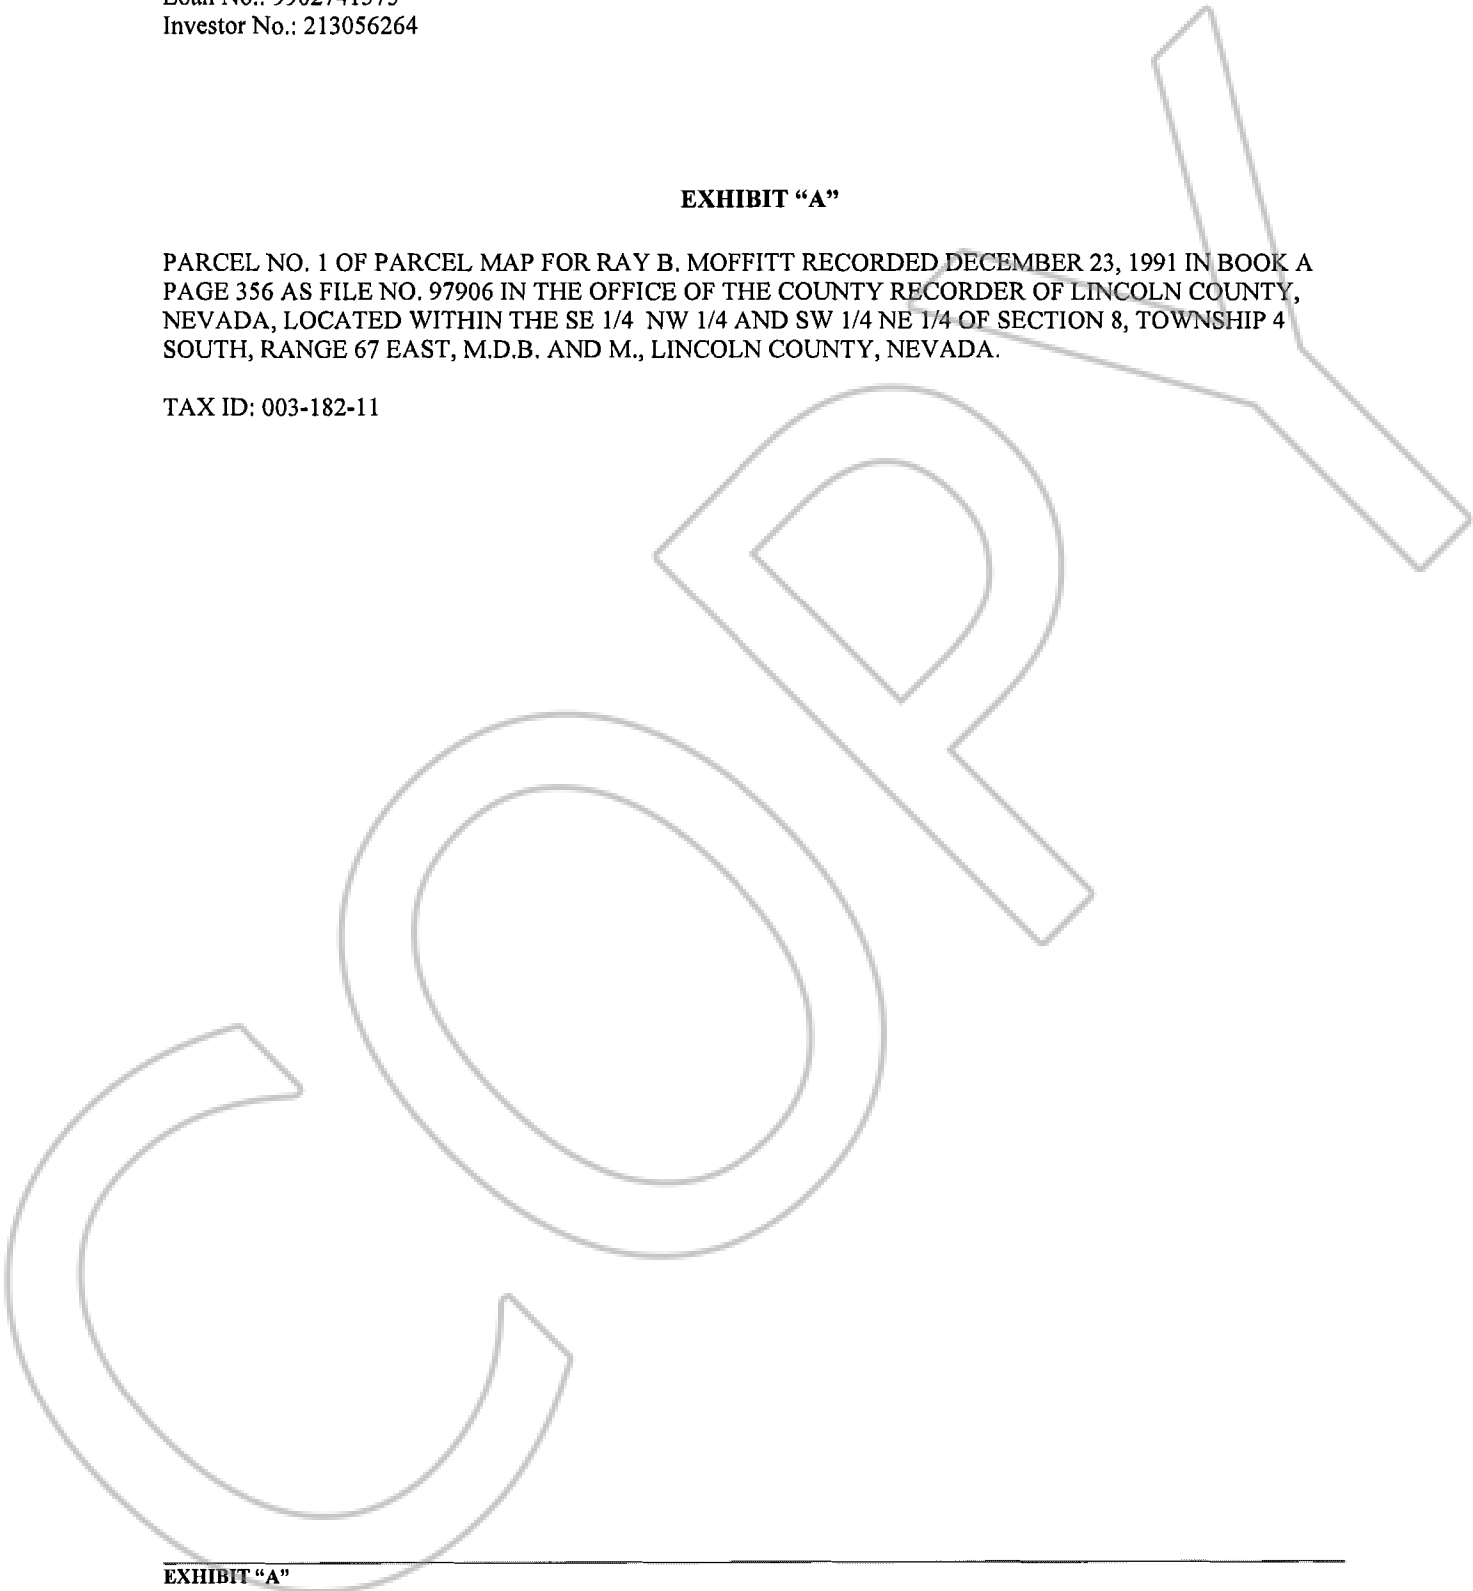 Loan No.: 9902741573
Investor No.: 213056264
EXHIBIT “A”
PARCEL NO. 1 OF PARCEL MAP FOR RAY B. MOFFITT RECORDED DECEMBER 23, 1991 IN BOOK A
PAGE 356 AS FILE NO. 97906 IN THE OFFICE OF THE COUNTY RECORDER OF LINCOLN COUNTY,
NEVADA, LOCATED WITHIN THE SE 1/4 NW 1/4 AND SW 1/4 NE 1/4 OF SECTION 8, TOWNSHIP 4
SOUTH, RANGE 67 EAST, M.D.B. AND M., LINCOLN COUNTY, NEVADA.
TAX ID: 003-182-11
COPY
EXHIBIT “A”